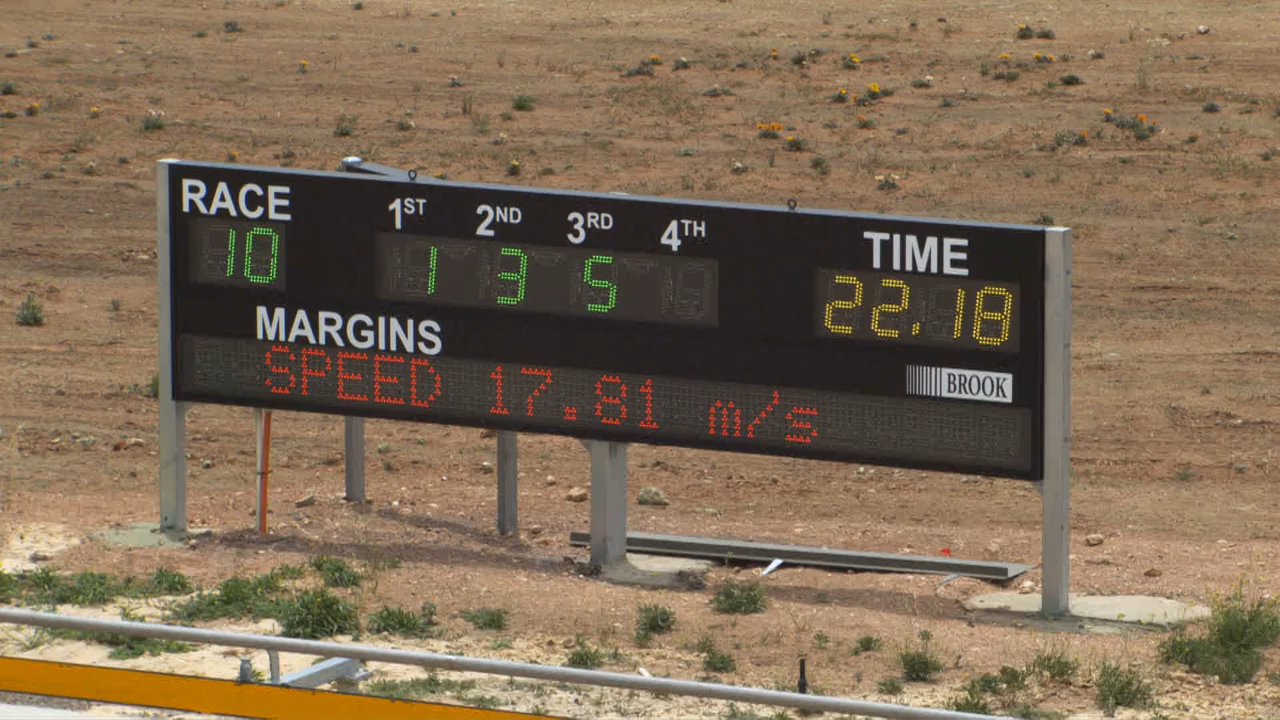 RACE 1ST 2ND 3RD 4TH TIME
10 1 3 5 22.18
MARGINS
SPEED 17.81 m/s
BROOK